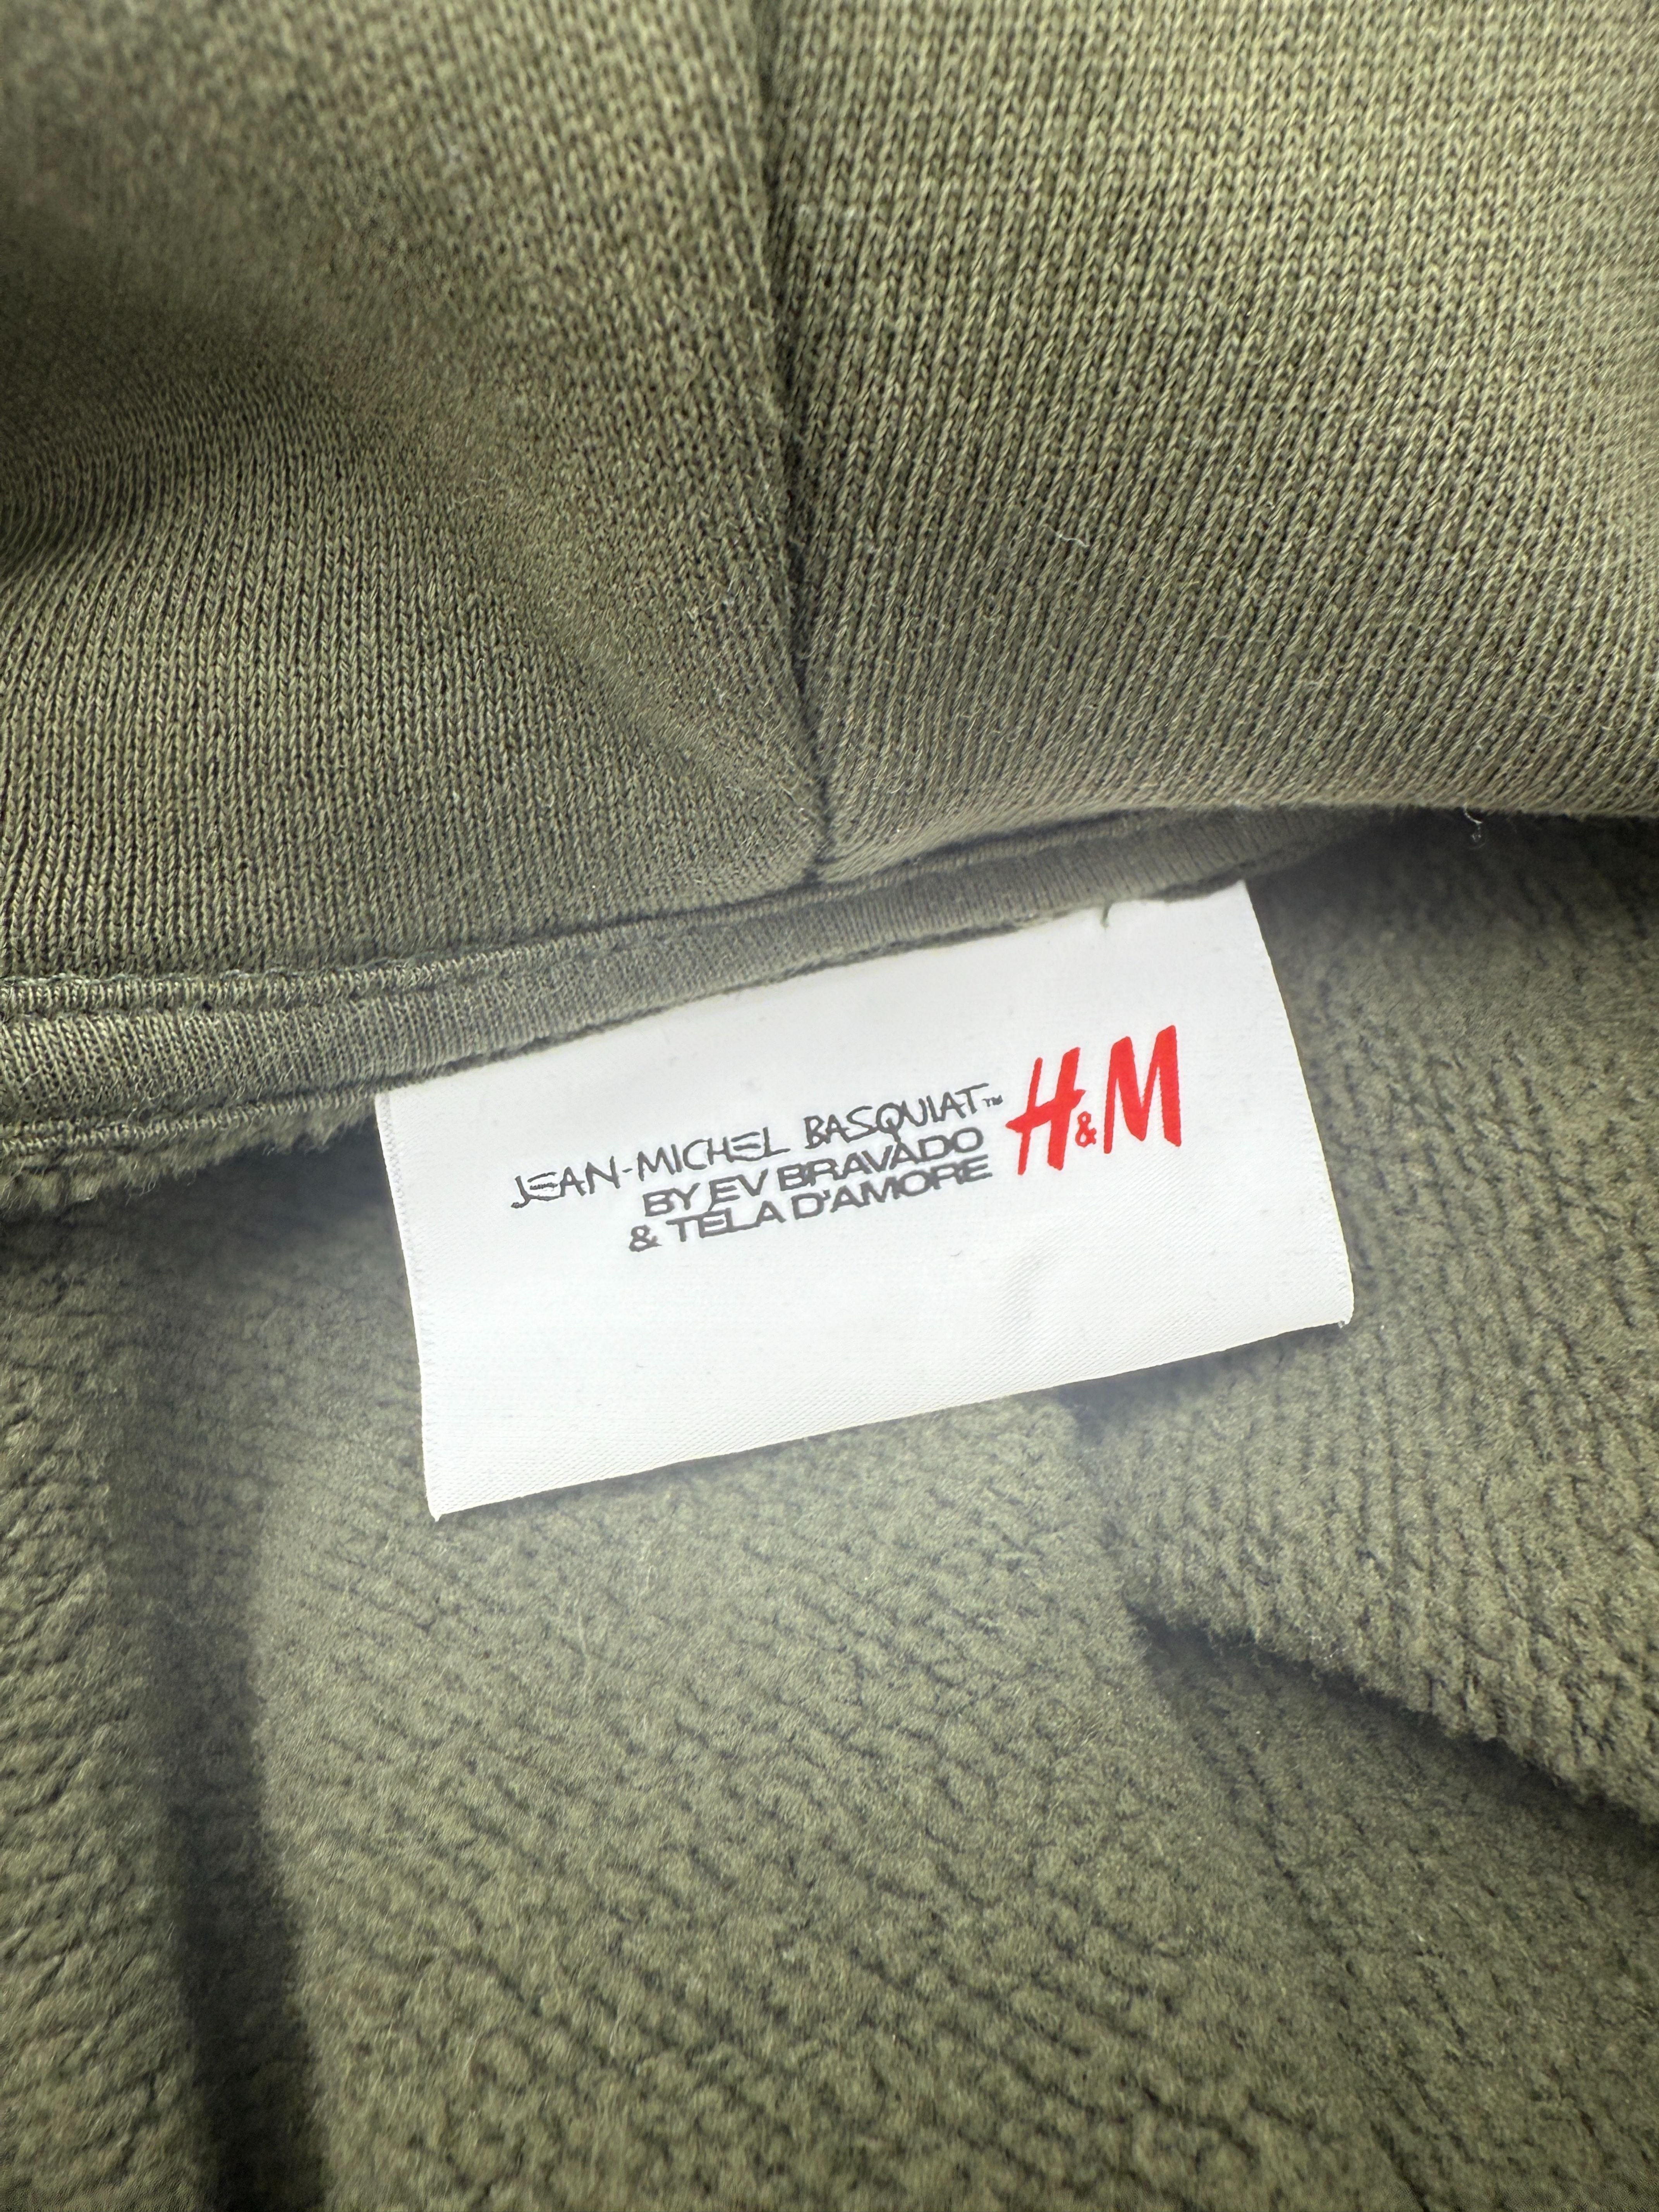 JEAN-MICHEL BASQUIAT™
BY EV BRAVADO
& TELA D'AMORE
H&M